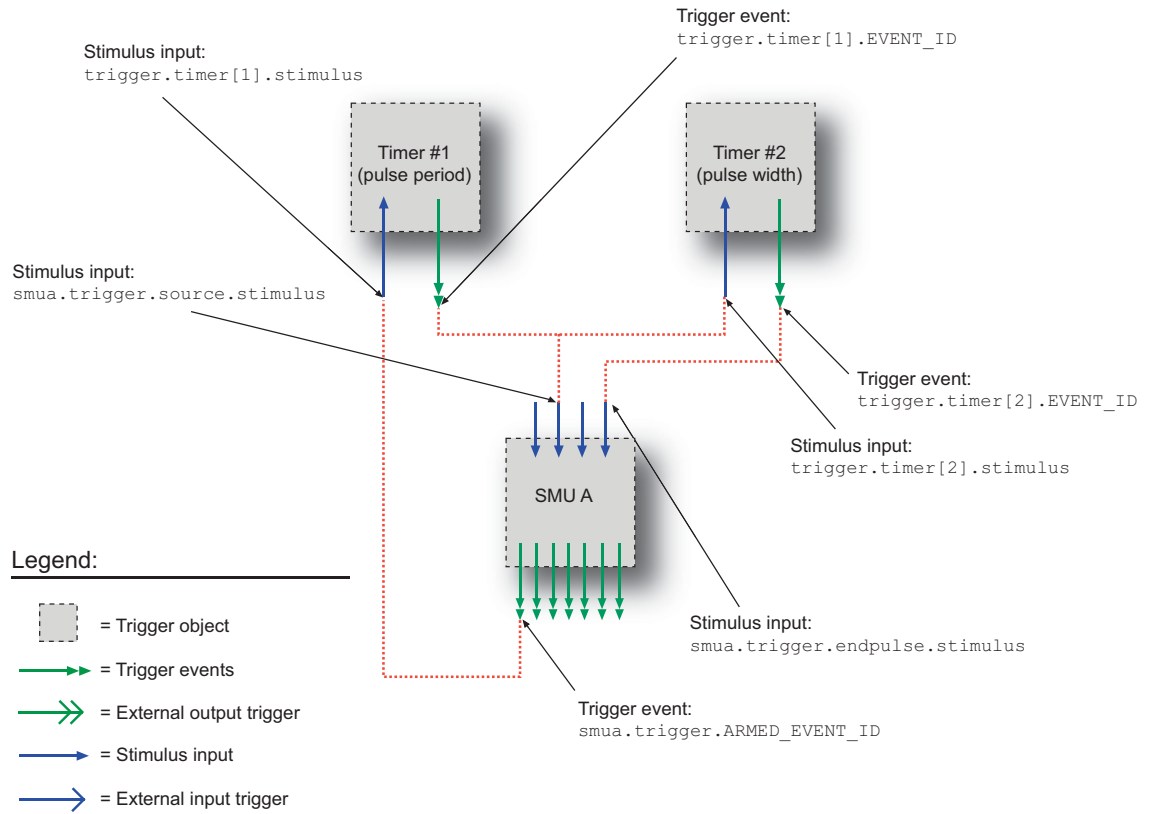 Trigger event:
trigger.timer[1].EVENT_ID
Stimulus input:
trigger.timer[1].stimulus
Timer #1
(pulse period)
Timer #2
(pulse width)
Stimulus input:
smua.trigger.source.stimulus
Trigger event:
trigger.timer[2].EVENT_ID
Stimulus input:
trigger.timer[2].stimulus
SMU A
Legend:
= Trigger object
= Trigger events
= External output trigger
= Stimulus input
= External input trigger
Stimulus input:
smua.trigger.endpulse.stimulus
Trigger event:
smua.trigger.ARMED_EVENT_ID